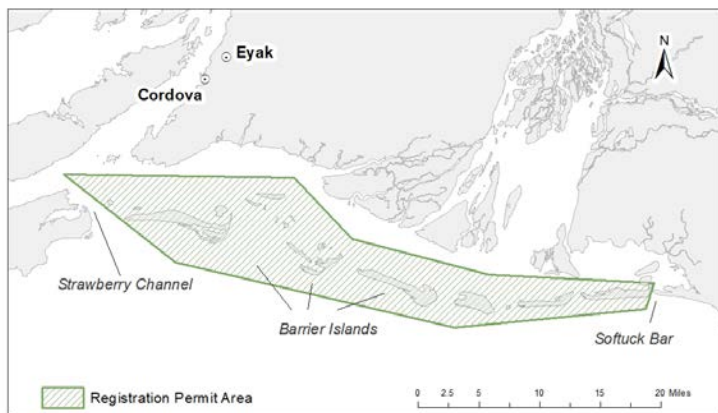 Eyak
N
Cordova
Strawberry Channel
Barrier Islands
Softuck Bar
Registration Permit Area
0 2.5 5 10 15 20 Miles